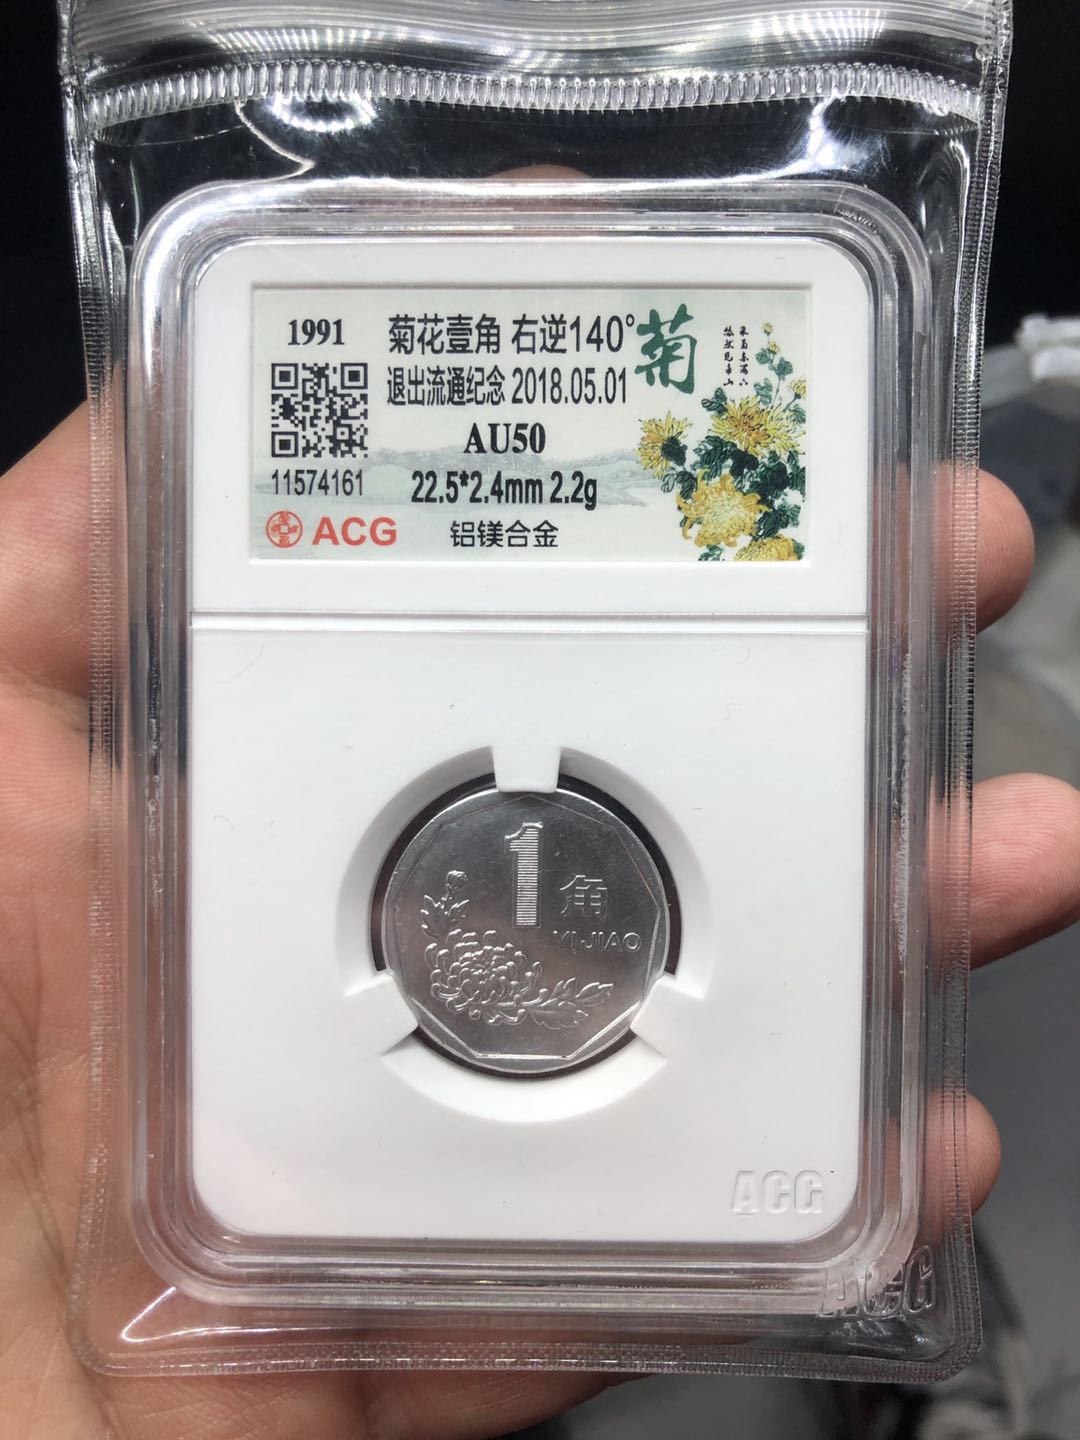 1991
菊花壹角 右逆140°
退出流通纪念 2018.05.01
AU50
11574161
22.5*2.4mm 2.2g
ACG
铝镁合金
菊
1
角
YI JIAO
ACG
ACG